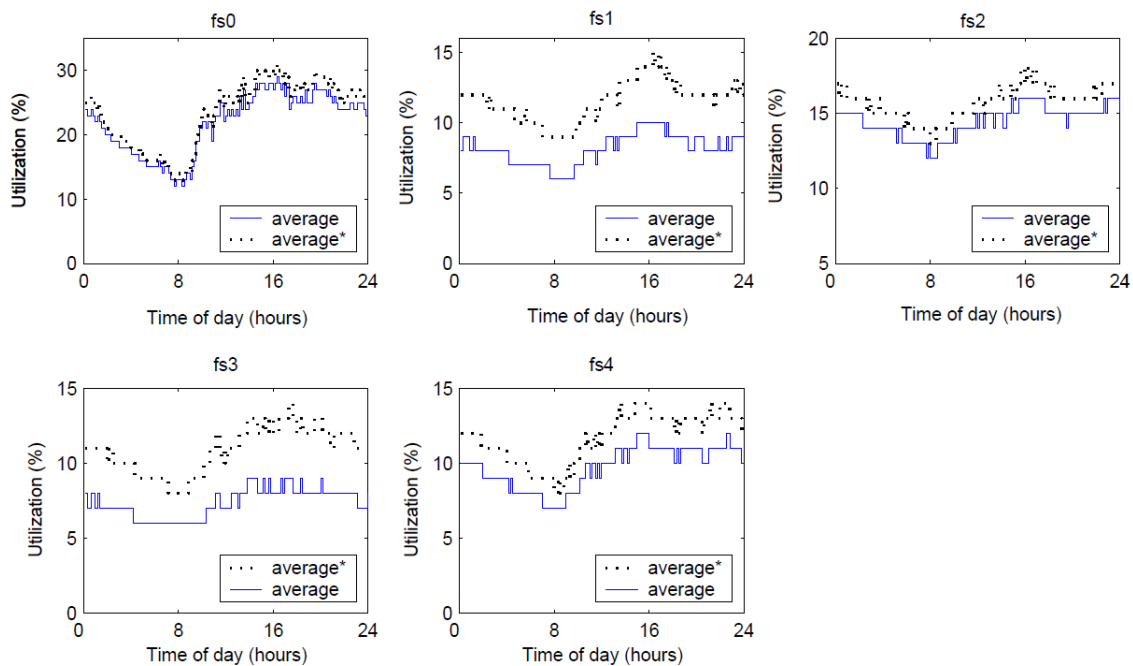 fs0
Utilization (%)
30
20
10
0
0 8 16 24
Time of day (hours)
average
average*
fs1
Utilization (%)
15
10
5
0
0 8 16 24
Time of day (hours)
average
average*
fs2
Utilization (%)
20
15
10
5
0 8 16 24
Time of day (hours)
average
average*
fs3
Utilization (%)
15
10
5
0
0 8 16 24
Time of day (hours)
average*
average
fs4
Utilization (%)
15
10
5
0
0 8 16 24
Time of day (hours)
average*
average